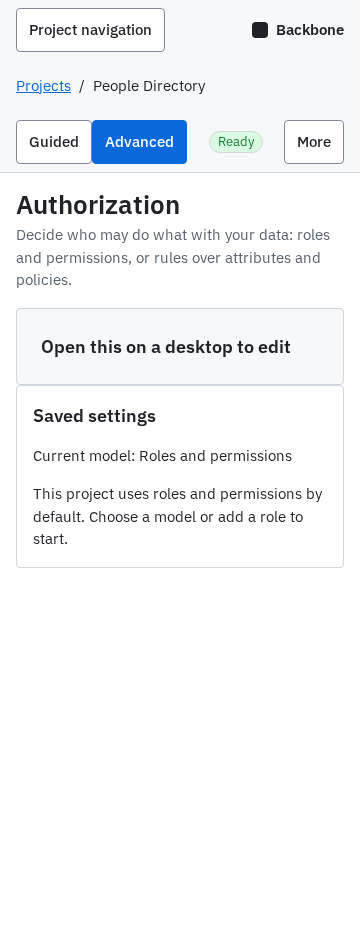 Project navigation
Backbone
Projects / People Directory
Guided
Advanced
Ready
More
Authorization
Decide who may do what with your data: roles
and permissions, or rules over attributes and
policies.
Open this on a desktop to edit
Saved settings
Current model: Roles and permissions
This project uses roles and permissions by
default. Choose a model or add a role to
start.